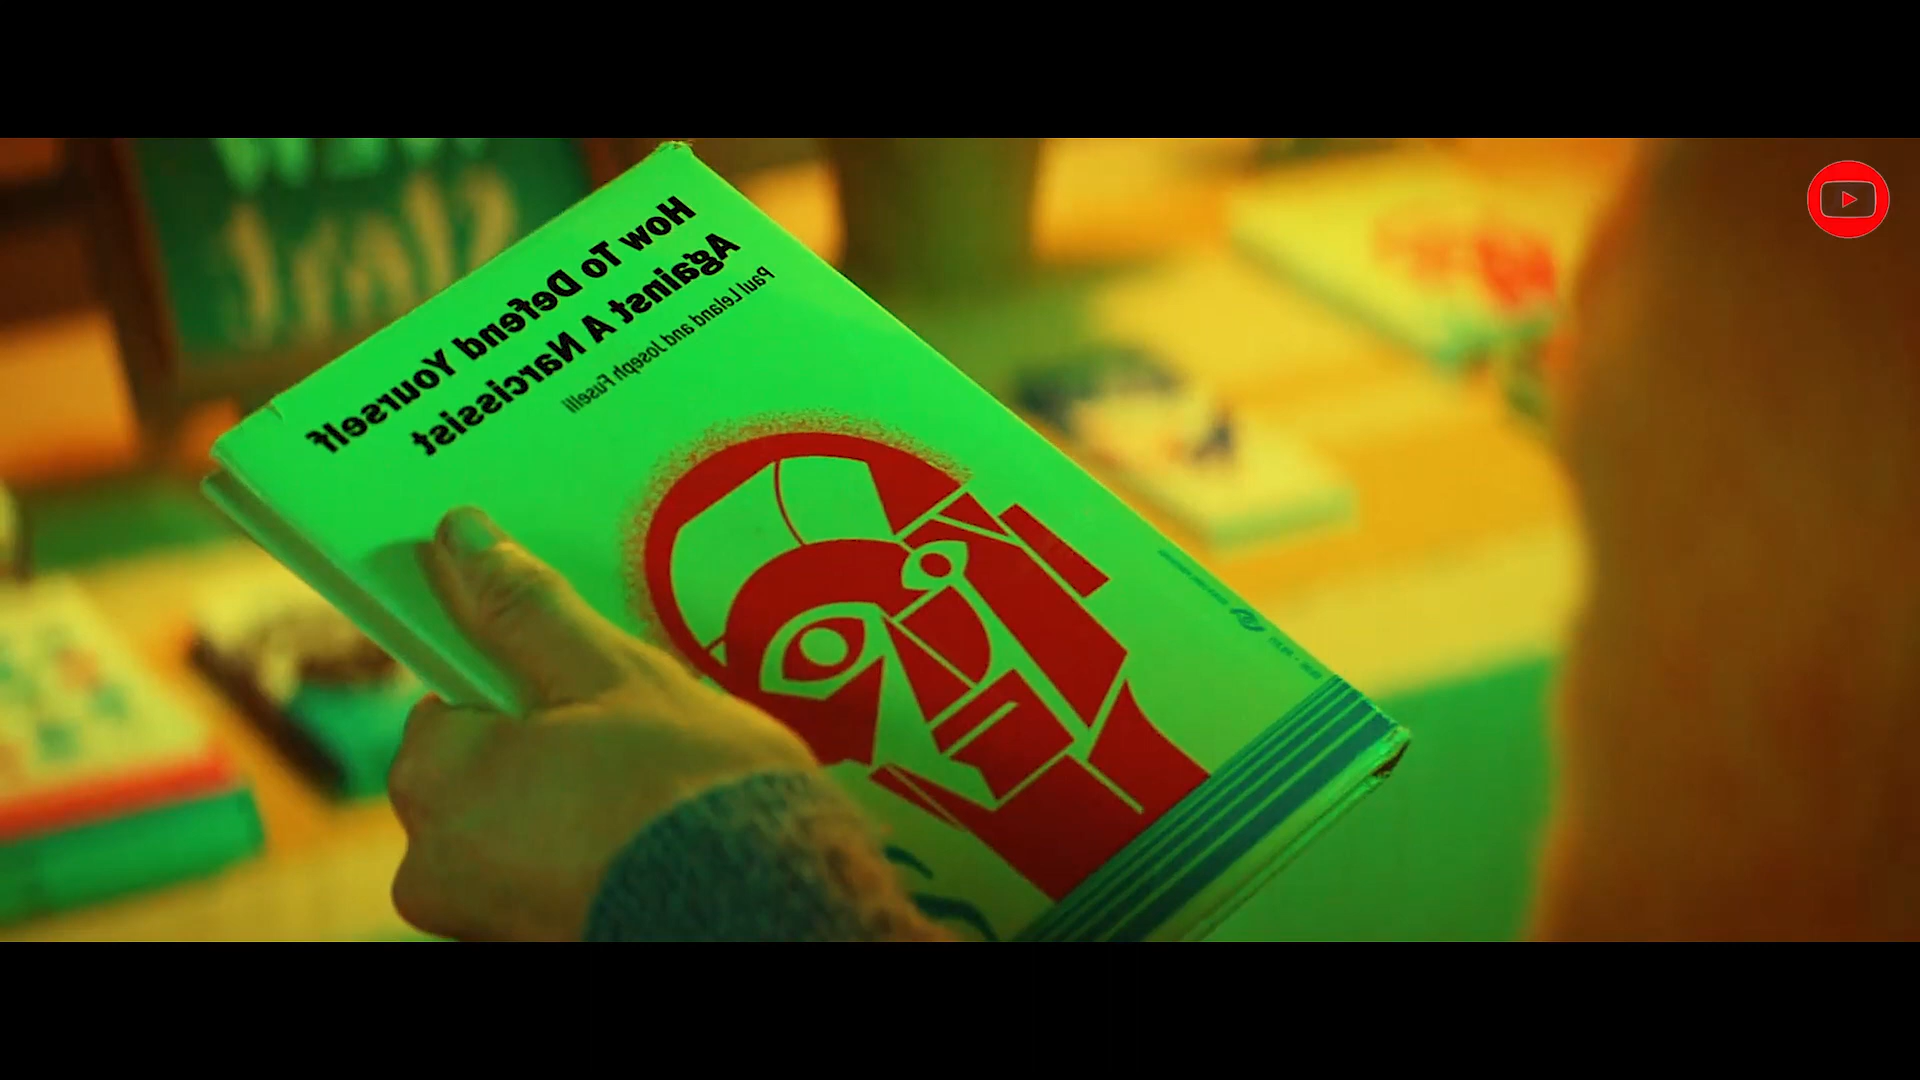 How To Defend Yourself
Against A Narcissist
Paul Leland and Joseph Fuselli